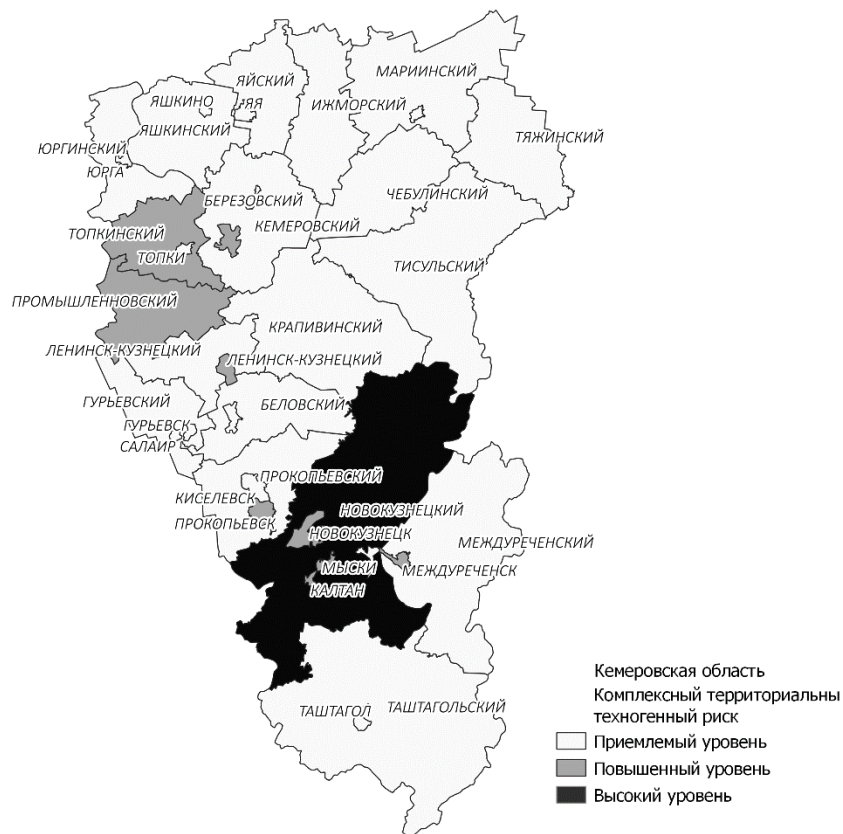 МАРИИНСКИЙ
ЯЙСКИЙ
ЯШКИНО
ЯЯ
ИЖМОРСКИЙ
ЯШКИНСКИЙ
ТЯЖИНСКИЙ
ЮРГИНСКИЙ
ЮРГА
ЧЕБУЛИНСКИЙ
БЕРЕЗОВСКИЙ
КЕМЕРОВСКИЙ
ТОПКИНСКИЙ
ТОПКИ
ТИСУЛЬСКИЙ
ПРОМЫШЛЕННОВСКИЙ
КРАПИВИНСКИЙ
ЛЕНИНСК-КУЗНЕЦКИЙ
ЛЕНИНСК-КУЗНЕЦКИЙ
ГУРЬЕВСКИЙ
БЕЛОВСКИЙ
ГУРЬЕВСК
САЛАИР
ПРОКОПЬЕВСКИЙ
КИСЕЛЕВСК
НОВОКУЗНЕЦКИЙ
ПРОКОПЬЕВСК
НОВОКУЗНЕЦК
МЕЖДУРЕЧЕНСКИЙ
МЫСКИ
МЕЖДУРЕЧЕНСК
КАЛТАН
ТАШТАГОЛ
ТАШТАГОЛЬСКИЙ
Кемеровская область
Комплексный территориальны
техногенный риск
Приемлемый уровень
Повышенный уровень
Высокий уровень